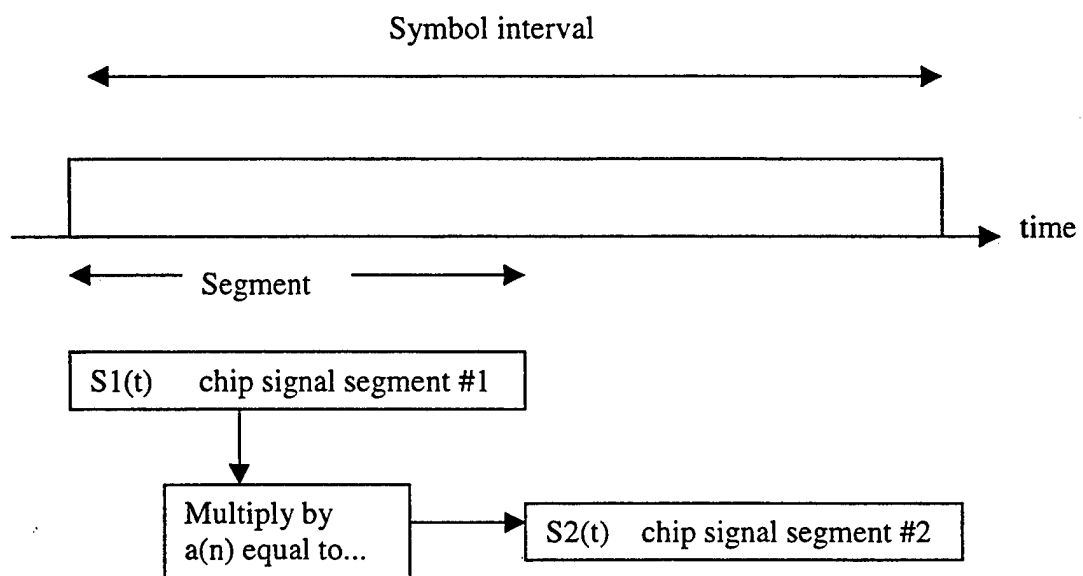 Symbol interval
time
Segment
S1(t) chip signal segment #1
Multiply by
a(n) equal to...
S2(t) chip signal segment #2